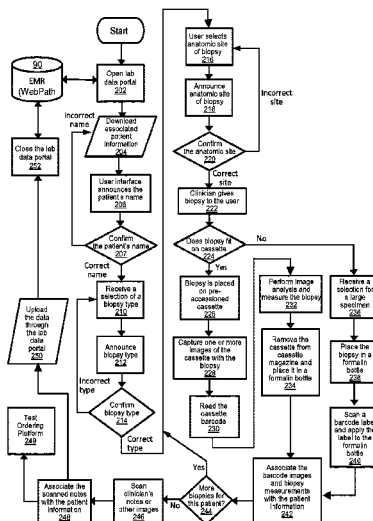 Start
90
EMR
(WebPath
Open lab
data portal
202
Incorrect
name
Download
associated
patient
information
204
Close the lab
data portal
252
User interface
announces the
patient's name
206
Confirm
the patient's name
207
Correct
name
Receive a
selection of a
biopsy type
210
Upload
the data
through the
lab data
portal
250
Announce
biopsy type
212
Incorrect
type
Confirm
biopsy type
214
Correct
type
User selects
anatomic site
of biopsy
216
Announce
anatomic site
of biopsy
218
Incorrect
site
Confirm
the anatomic site
220
Correct
site
Clinician gives
biopsy to the user
222
Does biopsy fit on
cassette
224
No
Yes
Biopsy is placed
on pre-
accessioned cassette
226
Capture one or more
images of the
cassette with the
biopsy
228
Read the
cassette barcode
230
Perform image
analysis and
measure the biopsy
232
Remove the
cassette from
cassette
magazine and
place it in a
formalin bottle
234
Receive a
selection for
a large
specimen
236
Place the
biopsy in a
formalin
bottle
238
Scan a
barcode label
and apply the
label to the
formalin
bottle
240
Associate the
barcode images
and biopsy
measurements with
the patient
information
242
Yes
More
biopsies for
this patient?
244
No
Scan
clinician's
notes or
other images
246
Associate the
scanned notes
with the patient
information
248
Test
Ordering
Platform
249